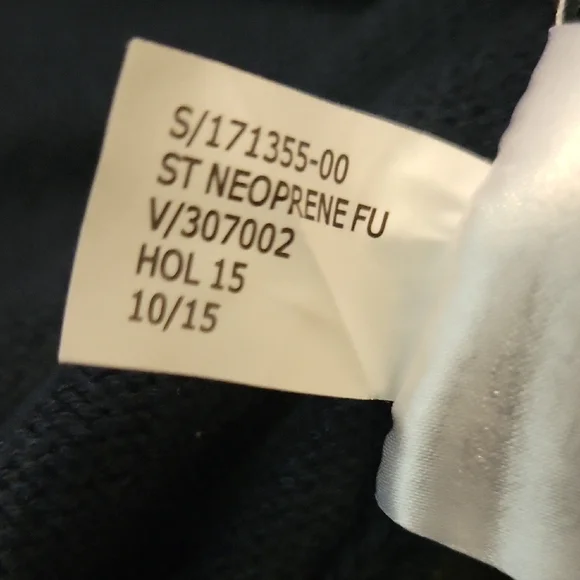 S/171355-00
ST NEOPRENE FU
V/307002
HOL 15
10/15